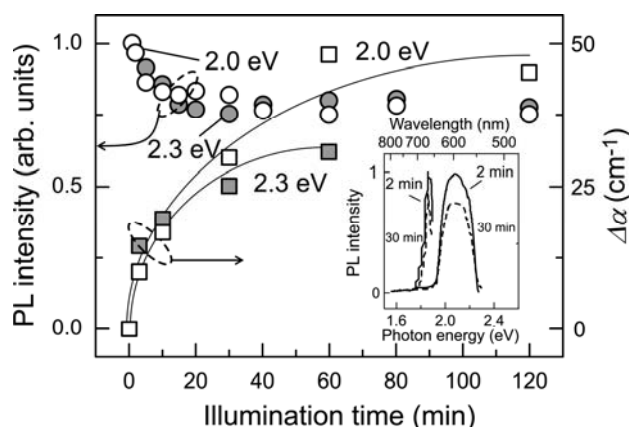 1.0
0.5
0.0
PL intensity (arb. units)
2.0 eV
2.3 eV
2.0 eV
2.3 eV
50
25
0
Δα (cm⁻¹)
0 20 40 60 80 100 120
Illumination time (min)
Wavelength (nm)
800 700 600 500
1
0
PL intensity
2 min
30 min
2 min
30 min
1.6 2.0 2.4
Photon energy (eV)